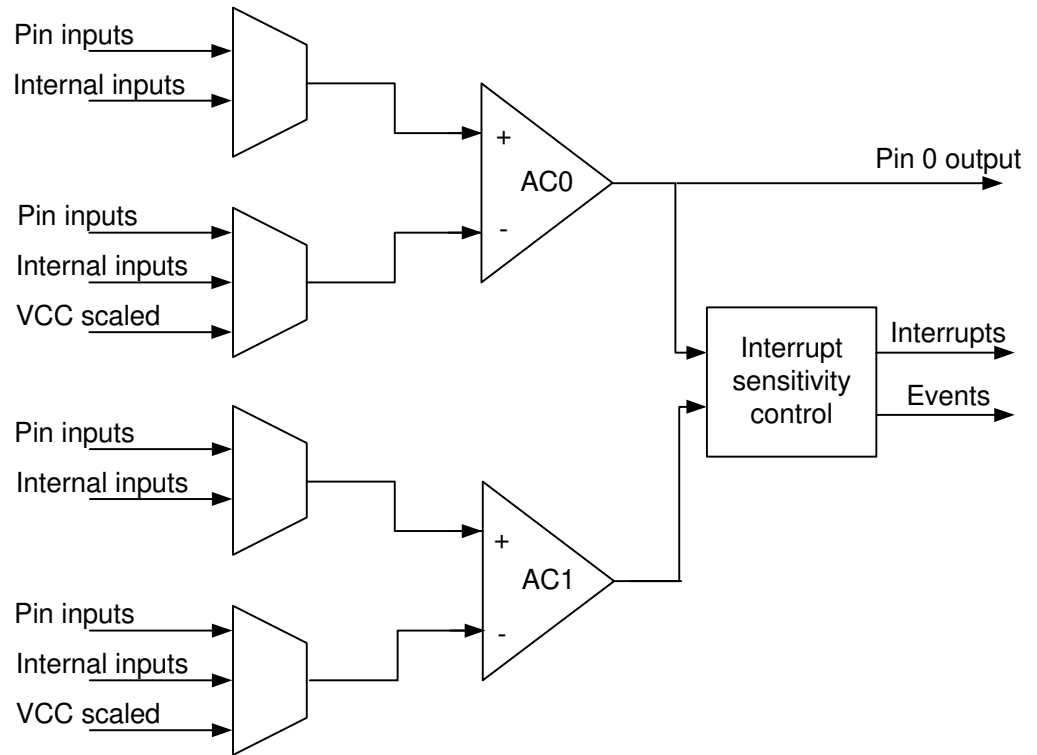 Pin inputs
Internal inputs
+
AC0
-
Pin 0 output
Pin inputs
Internal inputs
VCC scaled
Interrupt
sensitivity
control
Interrupts
Events
Pin inputs
Internal inputs
+
AC1
-
Pin inputs
Internal inputs
VCC scaled